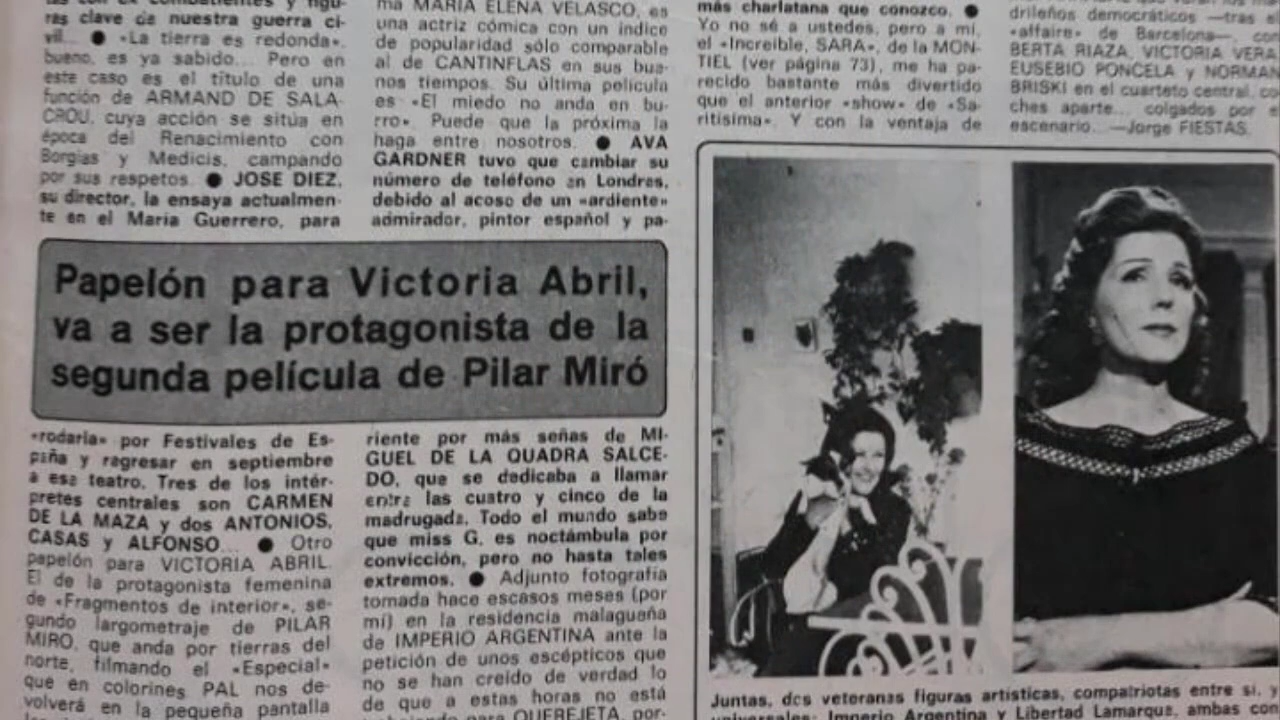 tas con ex combatientes y figu-
ras clave de nuestra guerra ci-
vil... ● «La tierra es redonda»,
bueno, es ya sabido... Pero en
este caso es el título de una
función de ARMAND DE SALA-
CROU, cuya acción se sitúa en
época del Renacimiento con
Borgias y Medicis, campando
por sus respetos. ● JOSE DIEZ,
su director, la ensaya actualmen-
te en el María Guerrero, para
Papelón para Victoria Abril,
va a ser la protagonista de la
segunda película de Pilar Miró
«rodarla» por Festivales de Es-
paña y ragresar en septiembre
a ese teatro. Tres de los intér-
pretes centrales son CARMEN
DE LA MAZA y dos ANTONIOS,
CASAS y ALFONSO... ● Otro
papelón para VICTORIA ABRIL.
El de la protagonista femenina
de «Fragmentos de interior», se-
gundo largometraje de PILAR
MIRO, que anda por tierras del
norte, filmando el «Especial»
que en colorines PAL nos de-
volverá en la pequeña pantalla
ma MARIA ELENA VELASCO, es
una actriz cómica con un índice
de popularidad sólo comparable
al de CANTINFLAS en sus bue-
nos tiempos. Su última película
es «El miedo no anda en bu-
rro». Puede que la próxima la
haga entre nosotros. ● AVA
GARDNER tuvo que cambiar su
número de teléfono en Londres,
debido al acoso de un «ardiente»
admirador, pintor español y pa-
riente por más señas de MI-
GUEL DE LA QUADRA SALCE-
DO, que se dedicaba a llamar
entre las cuatro y cinco de la
madrugada. Todo el mundo sabe
que miss G. es noctámbula por
convicción, pero no hasta tales
extremos. ● Adjunto fotografía
tomada hace escasos meses (por
mí) en la residencia malagueña
de IMPERIO ARGENTINA ante la
petición de unos escépticos que
no se han creído de verdad lo
de que a estas horas no está
para QUEREJETA, por-
más charlatana que conozco. ●
Yo no sé a ustedes, pero a mí,
el «Increíble, SARA», de la MON-
TIEL (ver página 73), me ha pa-
recido bastante más divertido
que el anterior «show» de «Sa-
ritísima». Y con la ventaja de
drileños democráticos —tras el
«affaire» de Barcelona—, con
BERTA RIAZA, VICTORIA VERA,
EUSEBIO PONCELA y NORMAN
BRISKI en el cuarteto central, co-
ches aparte... colgados por el
escenario...—Jorge FIESTAS.
Juntas, dos veteranas figuras artísticas, compatriotas entre sí, y
universales: Imperio Argentina y Libertad Lamarque, ambas con